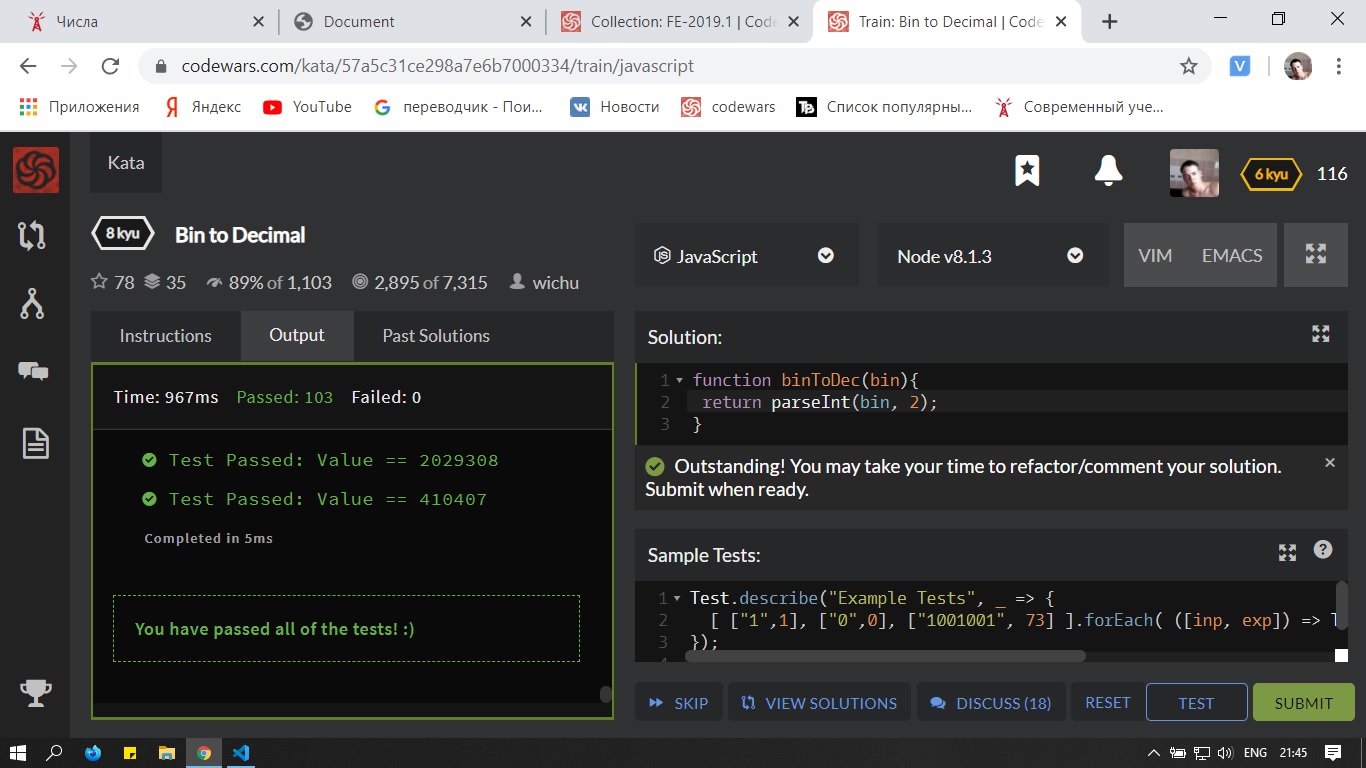 Числа
Document
Collection: FE-2019.1 | Code
Train: Bin to Decimal | Code
codewars.com/kata/57a5c31ce298a7e6b7000334/train/javascript
V
Приложения
Яндекс
YouTube
переводчик - Пои...
Новости
codewars
Список популярны...
Современный уче...
Kata
6 kyu
116
8 kyu
Bin to Decimal
78
35
89% of 1,103
2,895 of 7,315
wichu
JavaScript
Node v8.1.3
VIM
EMACS
Instructions
Output
Past Solutions
Time: 967ms Passed: 103 Failed: 0
Test Passed: Value == 2029308
Test Passed: Value == 410407
Completed in 5ms
You have passed all of the tests! :)
Solution:
1 function binToDec(bin){
2 return parseInt(bin, 2);
3 }
Outstanding! You may take your time to refactor/comment your solution.
Submit when ready.
Sample Tests:
1 Test.describe("Example Tests", _ => {
2 [ ["1",1], ["0",0], ["1001001", 73] ].forEach( ([inp, exp]) => T
3 });
SKIP
VIEW SOLUTIONS
DISCUSS (18)
RESET
TEST
SUBMIT
ENG
21:45